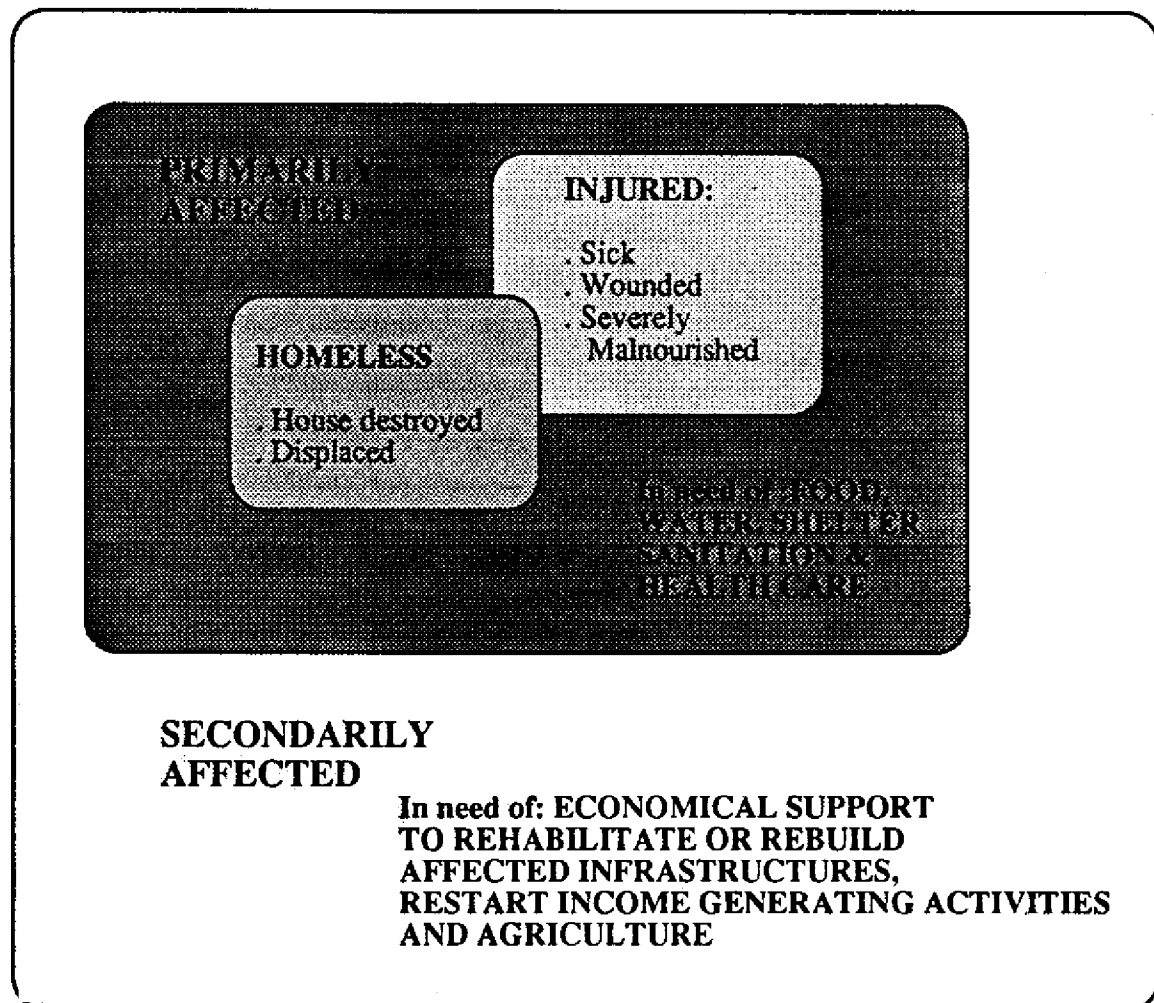 PRIMARILY
AFFECTED
INJURED:
. Sick
. Wounded
. Severely
Malnourished
HOMELESS
. House destroyed
. Displaced
In need of: FOOD,
WATER, SHELTER
SANITATION &
HEALTH CARE
SECONDARILY
AFFECTED
In need of: ECONOMICAL SUPPORT
TO REHABILITATE OR REBUILD
AFFECTED INFRASTRUCTURES,
RESTART INCOME GENERATING ACTIVITIES
AND AGRICULTURE